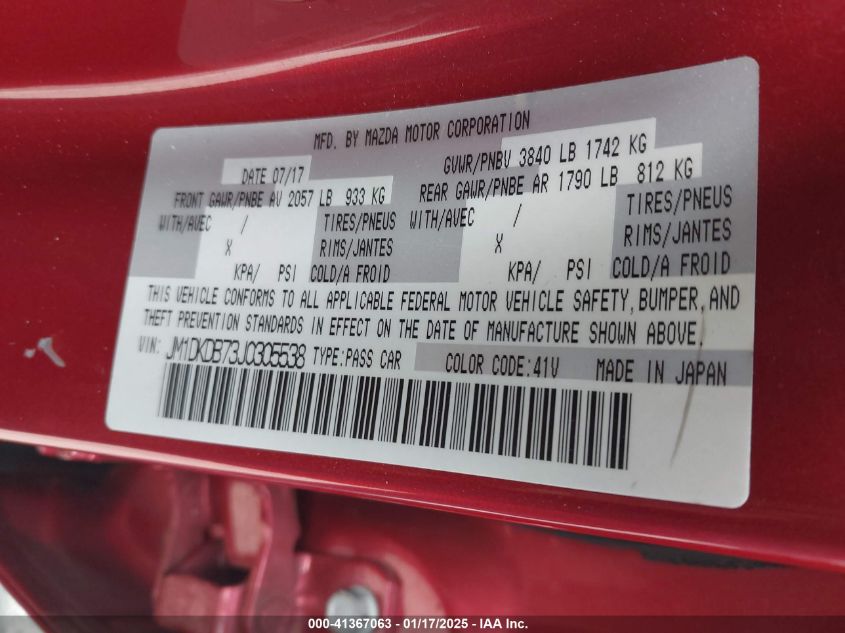 MFD. BY MAZDA MOTOR CORPORATION
DATE 07/17 GVWR/PNBV 3840 LB 1742 KG
FRONT GAWR/PNBE AV 2057 LB 933 KG REAR GAWR/PNBE AR 1790 LB 812 KG
WITH/AVEC / TIRES/PNEUS WITH/AVEC / TIRES/PNEUS
X RIMS/JANTES X RIMS/JANTES
KPA/ PSI COLD/A FROID KPA/ PSI COLD/A FROID
THIS VEHICLE CONFORMS TO ALL APPLICABLE FEDERAL MOTOR VEHICLE SAFETY, BUMPER, AND
THEFT PREVENTION STANDARDS IN EFFECT ON THE DATE OF MANUFACTURE SHOWN ABOVE.
VIN: JM1DKDB73J0305538 TYPE:PASS CAR COLOR CODE:41V MADE IN JAPAN
000-41367063 - 01/17/2025 - IAA Inc.